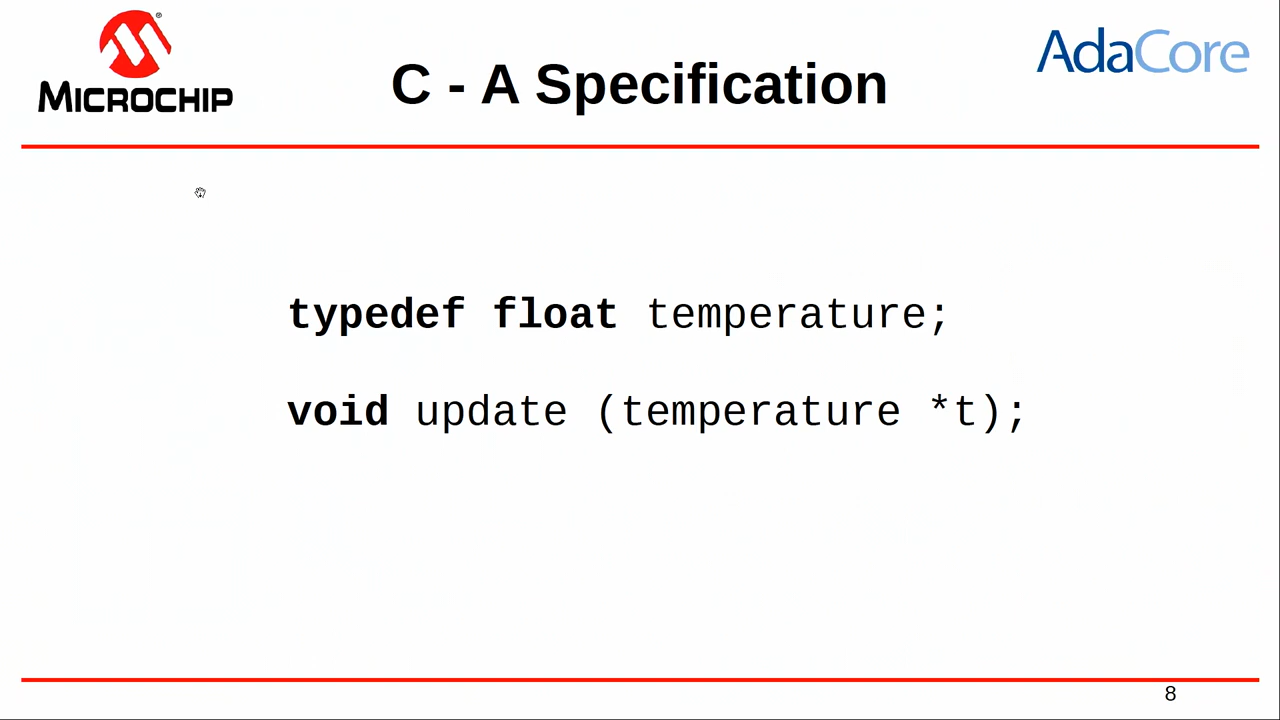 MICROCHIP
AdaCore
C - A Specification
typedef float temperature;
void update (temperature *t);
8